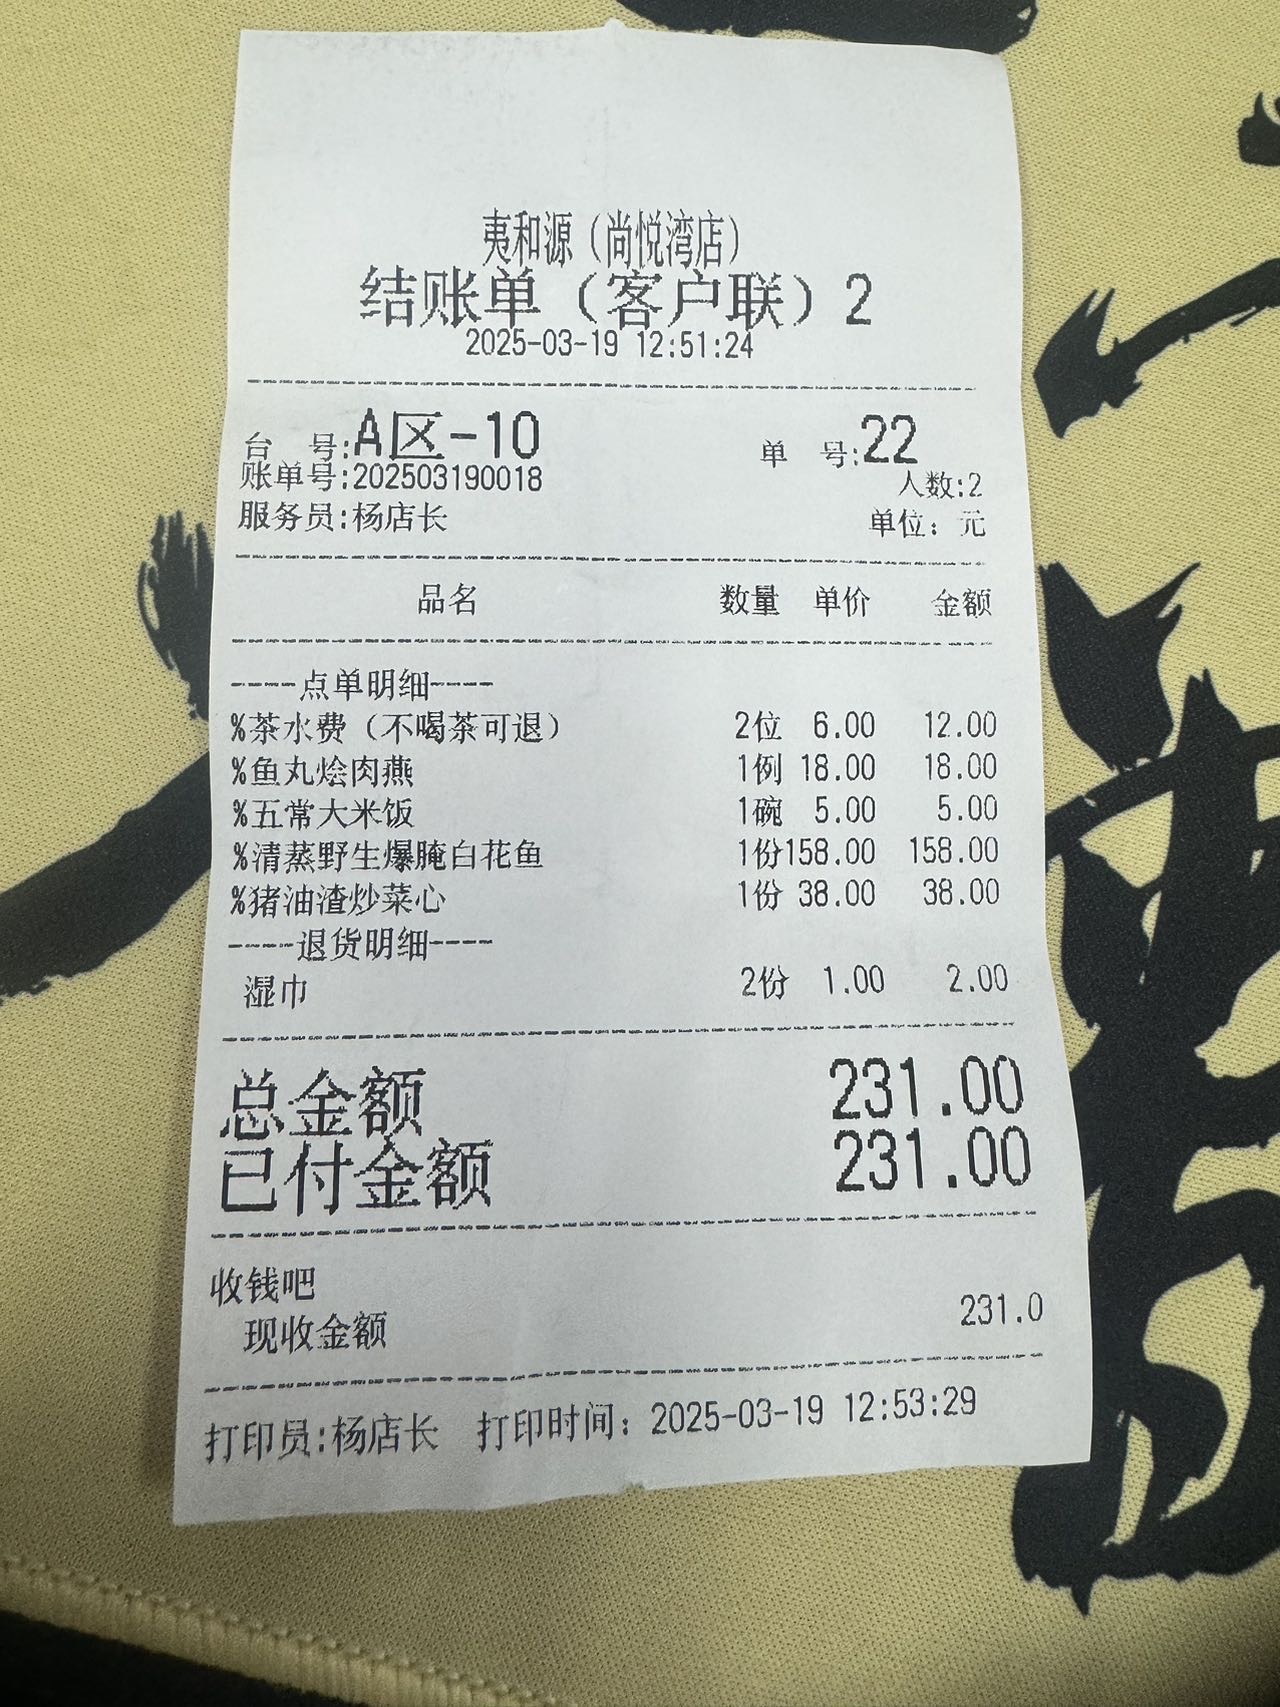 夷和源（尚悦湾店）
结账单（客户联）2
2025-03-19 12:51:24
台 号:A区-10 单 号:22
账单号:202503190018 人数:2
服务员:杨店长 单位：元
品名 数量 单价 金额
----点单明细----
%茶水费（不喝茶可退） 2位 6.00 12.00
%鱼丸烩肉燕 1例 18.00 18.00
%五常大米饭 1碗 5.00 5.00
%清蒸野生爆腌白花鱼 1份158.00 158.00
%猪油渣炒菜心 1份 38.00 38.00
----退货明细----
湿巾 2份 1.00 2.00
总金额 231.00
已付金额 231.00
收钱吧
现收金额 231.0
打印员:杨店长 打印时间：2025-03-19 12:53:29